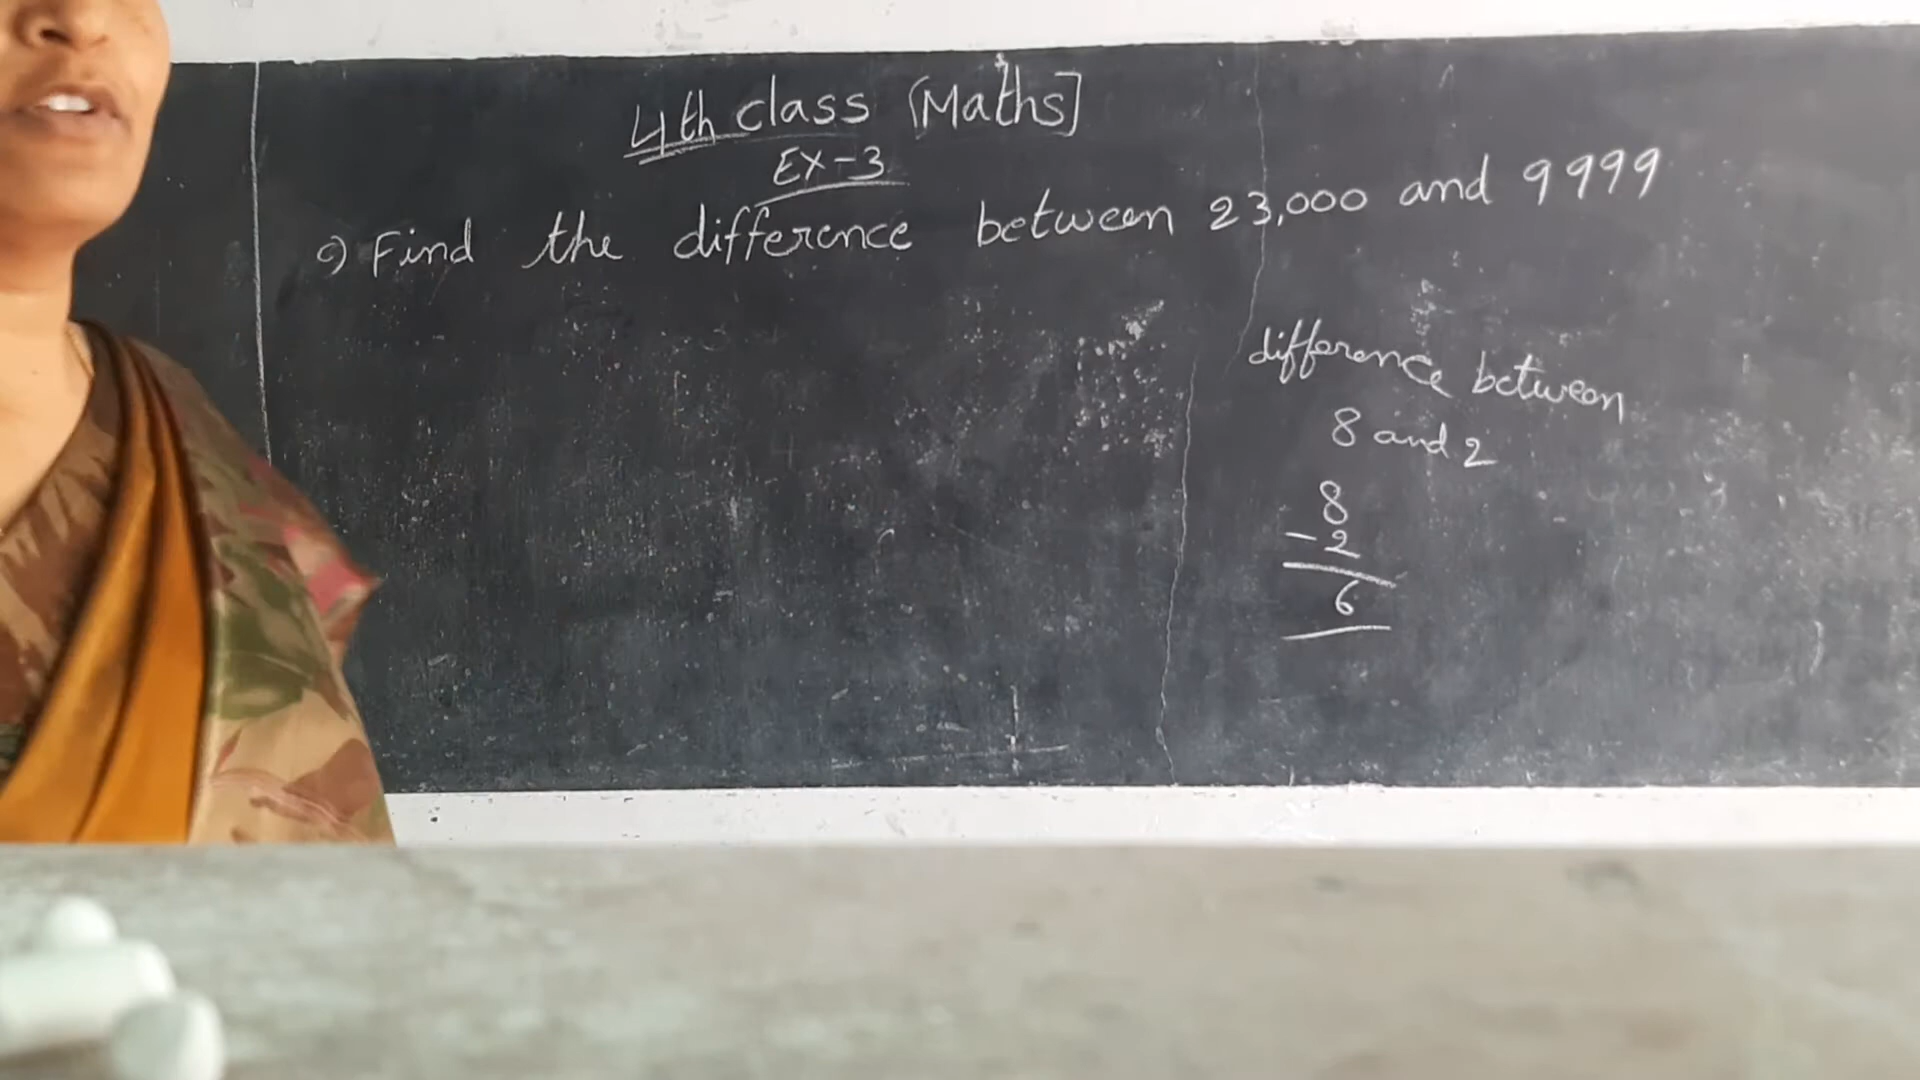 4th class [Maths]
Ex-3
9) Find the difference between 23,000 and 9999
difference between
8 and 2
8
- 2
6